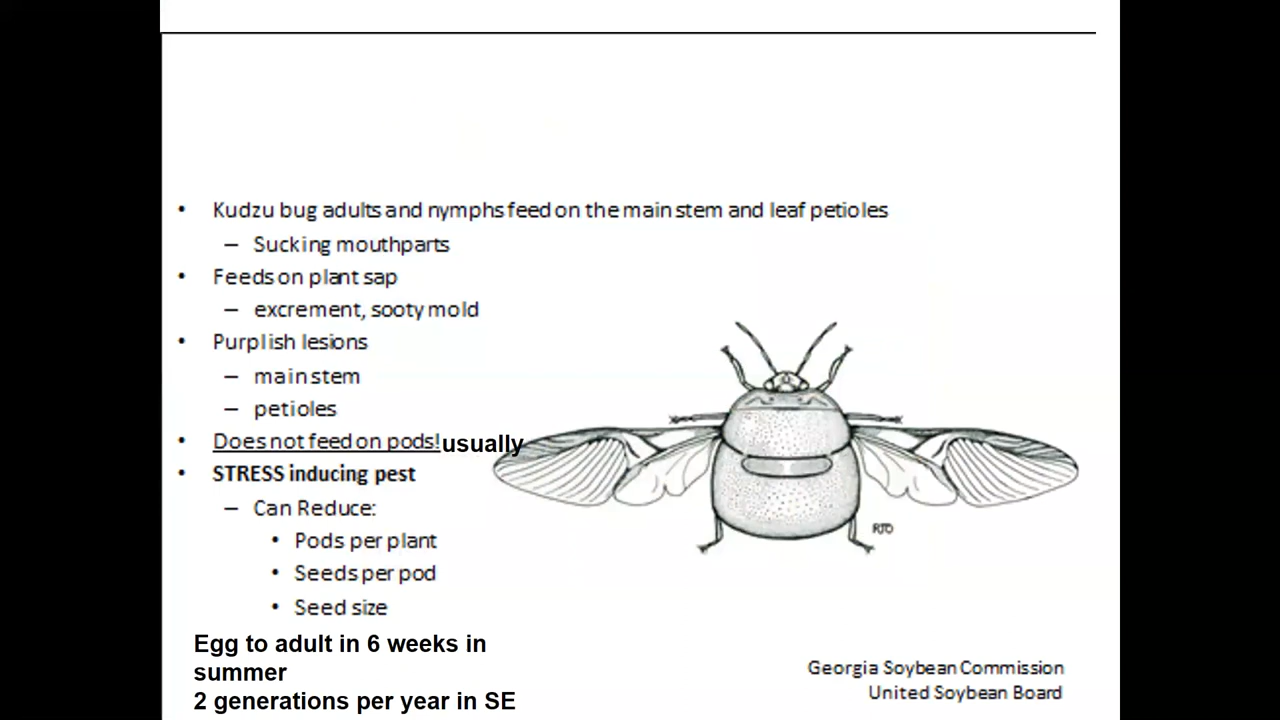 • Kudzu bug adults and nymphs feed on the main stem and leaf petioles
– Sucking mouthparts
• Feeds on plant sap
– excrement, sooty mold
• Purplish lesions
– main stem
– petioles
• Does not feed on pods! usually
• STRESS inducing pest
– Can Reduce:
• Pods per plant
• Seeds per pod
• Seed size
RJO
Egg to adult in 6 weeks in
summer
2 generations per year in SE
Georgia Soybean Commission
United Soybean Board